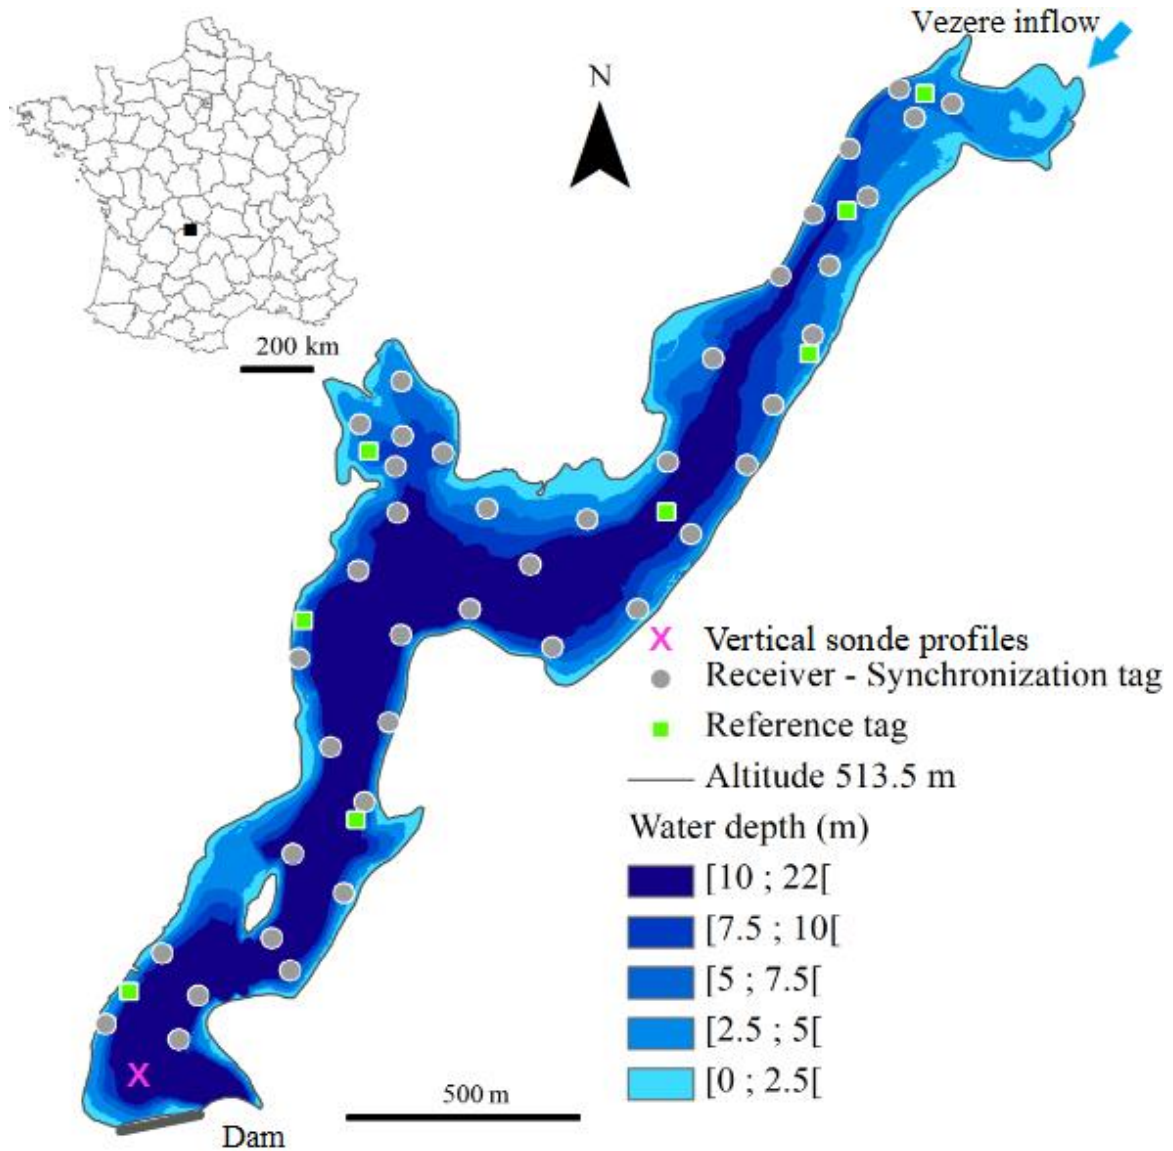 Vezere inflow
N
200 km
X Vertical sonde profiles
Receiver - Synchronization tag
Reference tag
Altitude 513.5 m
Water depth (m)
[10 ; 22[
[7.5 ; 10[
[5 ; 7.5[
[2.5 ; 5[
[0 ; 2.5[
X
500 m
Dam